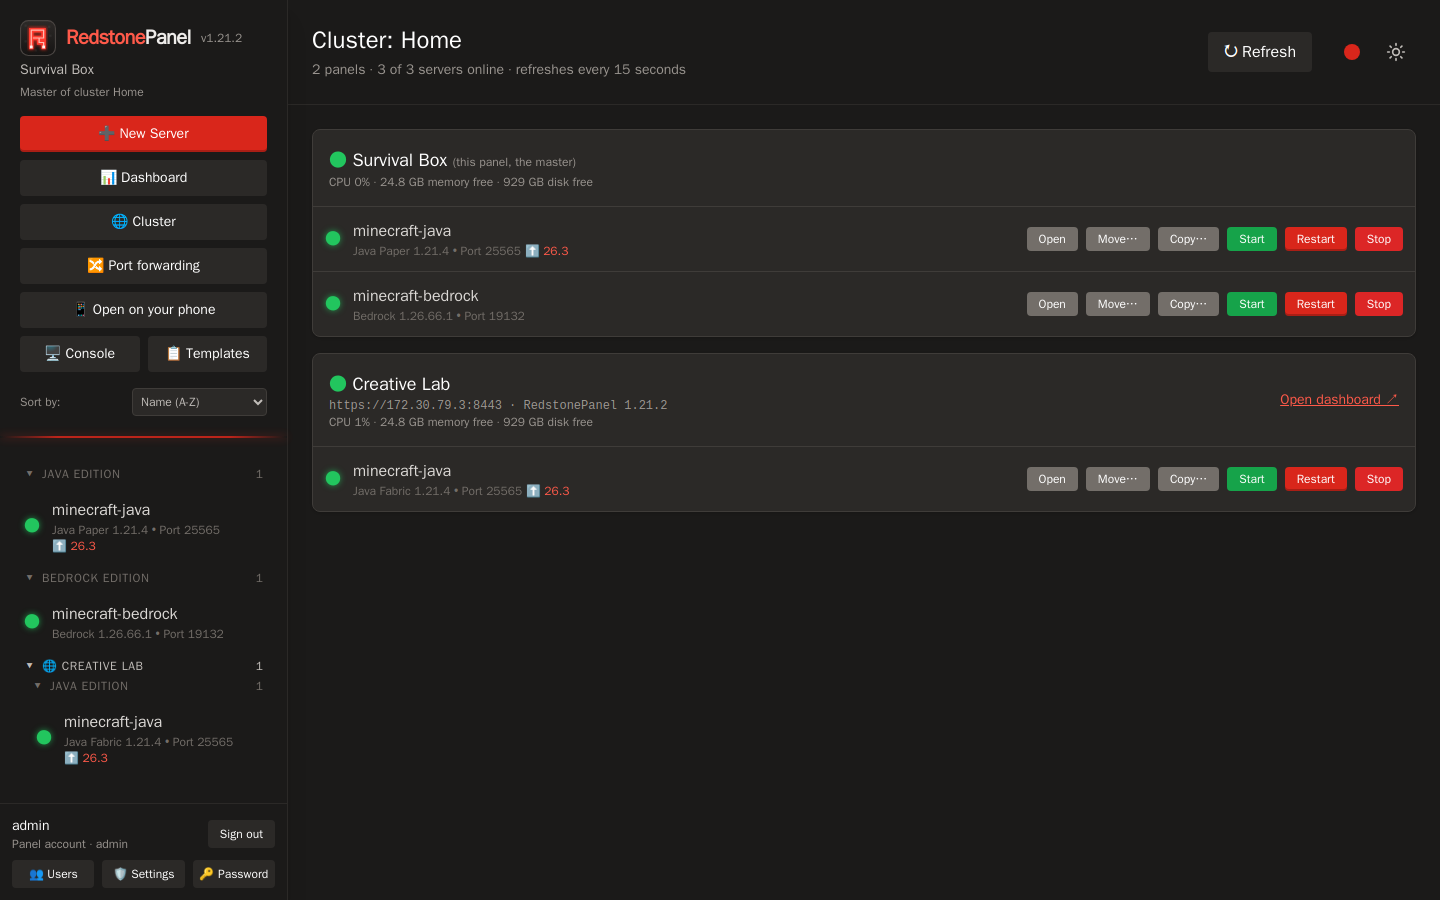 RedstonePanel v1.21.2
Survival Box
Master of cluster Home
➕ New Server
📊 Dashboard
🌐 Cluster
🔀 Port forwarding
📱 Open on your phone
🖥️ Console
📋 Templates
Sort by:
Name (A-Z)
▼ JAVA EDITION 1
minecraft-java
Java Paper 1.21.4 • Port 25565
⬆️ 26.3
▼ BEDROCK EDITION 1
minecraft-bedrock
Bedrock 1.26.66.1 • Port 19132
▼ 🌐 CREATIVE LAB 1
▼ JAVA EDITION 1
minecraft-java
Java Fabric 1.21.4 • Port 25565
⬆️ 26.3
admin
Panel account · admin
Sign out
👥 Users
🛡️ Settings
🔑 Password
Cluster: Home
2 panels · 3 of 3 servers online · refreshes every 15 seconds
↻ Refresh
Survival Box (this panel, the master)
CPU 0% · 24.8 GB memory free · 929 GB disk free
minecraft-java
Java Paper 1.21.4 • Port 25565 ⬆️ 26.3
Open Move… Copy… Start Restart Stop
minecraft-bedrock
Bedrock 1.26.66.1 • Port 19132
Open Move… Copy… Start Restart Stop
Creative Lab
https://172.30.79.3:8443 · RedstonePanel 1.21.2
CPU 1% · 24.8 GB memory free · 929 GB disk free
Open dashboard ↗
minecraft-java
Java Fabric 1.21.4 • Port 25565 ⬆️ 26.3
Open Move… Copy… Start Restart Stop